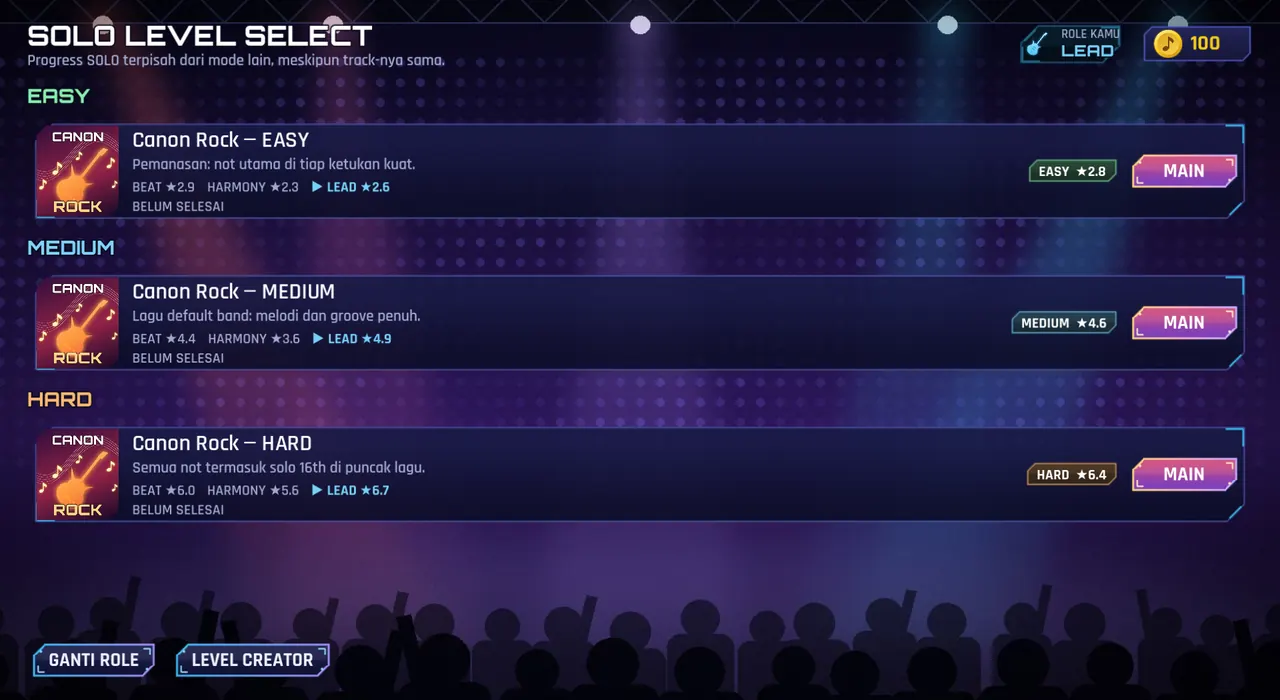 SOLO LEVEL SELECT
Progress SOLO terpisah dari mode lain, meskipun track-nya sama.
ROLE KAMU
LEAD
100
EASY
CANON
ROCK
Canon Rock – EASY
Pemanasan: not utama di tiap ketukan kuat.
BEAT ★2.9 HARMONY ★2.3 ▶ LEAD ★2.6
BELUM SELESAI
EASY ★2.8
MAIN
MEDIUM
CANON
ROCK
Canon Rock – MEDIUM
Lagu default band: melodi dan groove penuh.
BEAT ★4.4 HARMONY ★3.6 ▶ LEAD ★4.9
BELUM SELESAI
MEDIUM ★4.6
MAIN
HARD
CANON
ROCK
Canon Rock – HARD
Semua not termasuk solo 16th di puncak lagu.
BEAT ★6.0 HARMONY ★5.6 ▶ LEAD ★6.7
BELUM SELESAI
HARD ★6.4
MAIN
GANTI ROLE
LEVEL CREATOR